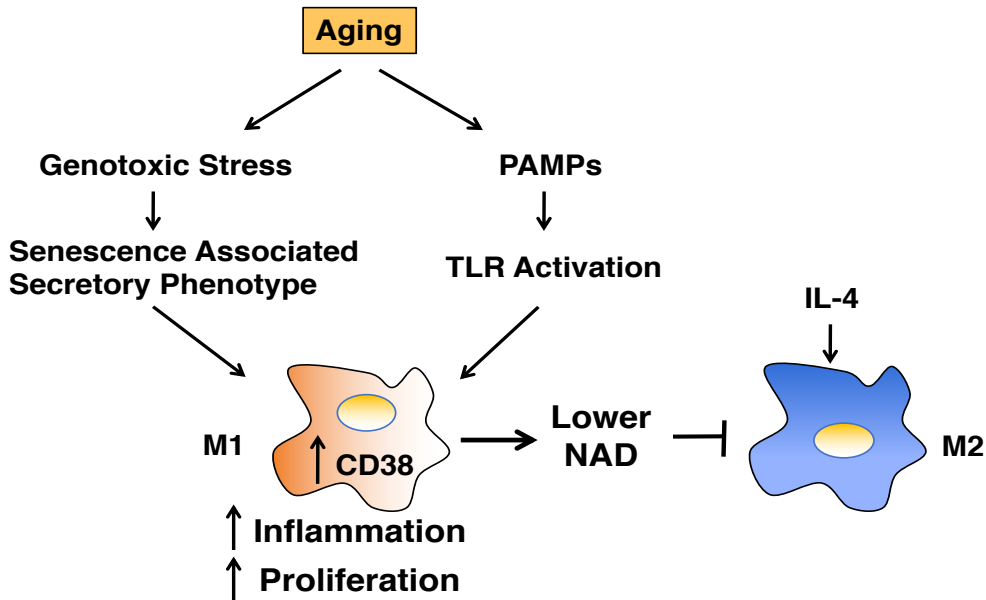 Aging
Genotoxic Stress
PAMPs
Senescence Associated
Secretory Phenotype
TLR Activation
IL-4
M1
CD38
Lower
NAD
M2
Inflammation
Proliferation